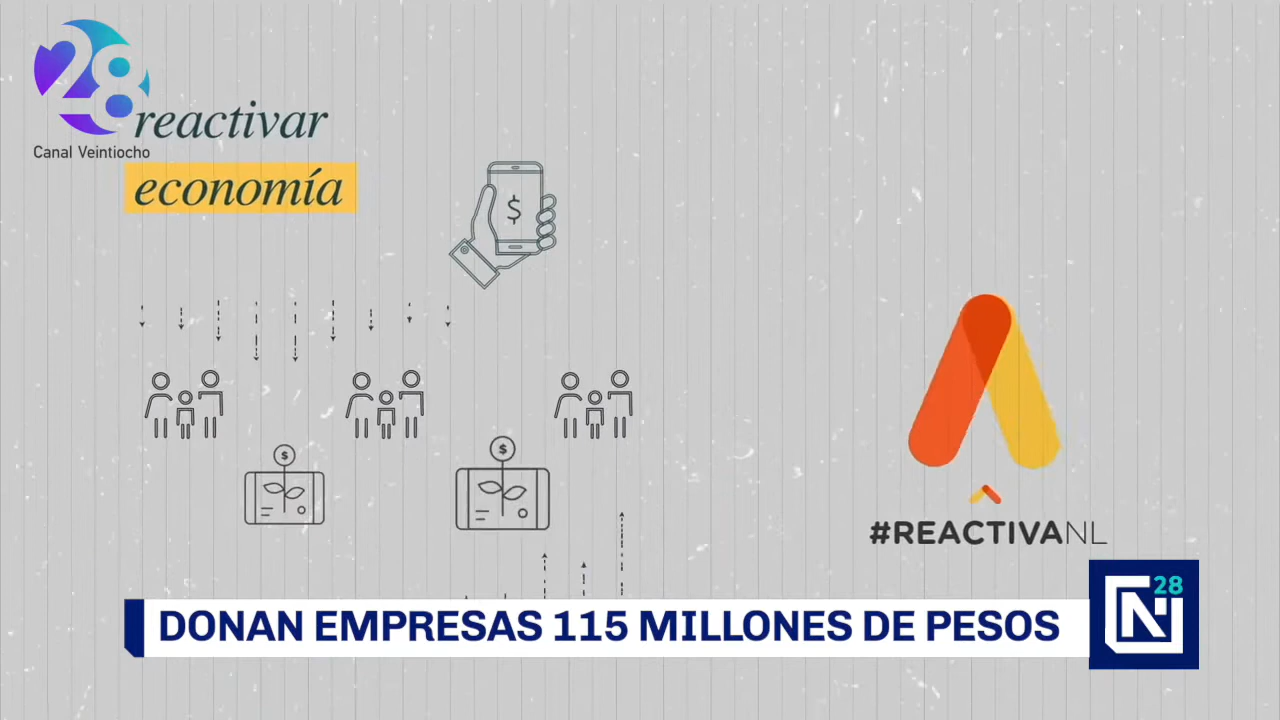 28
Canal Veintiocho
reactivar
economía
$
$
$
#REACTIVANL
DONAN EMPRESAS 115 MILLONES DE PESOS
N 28